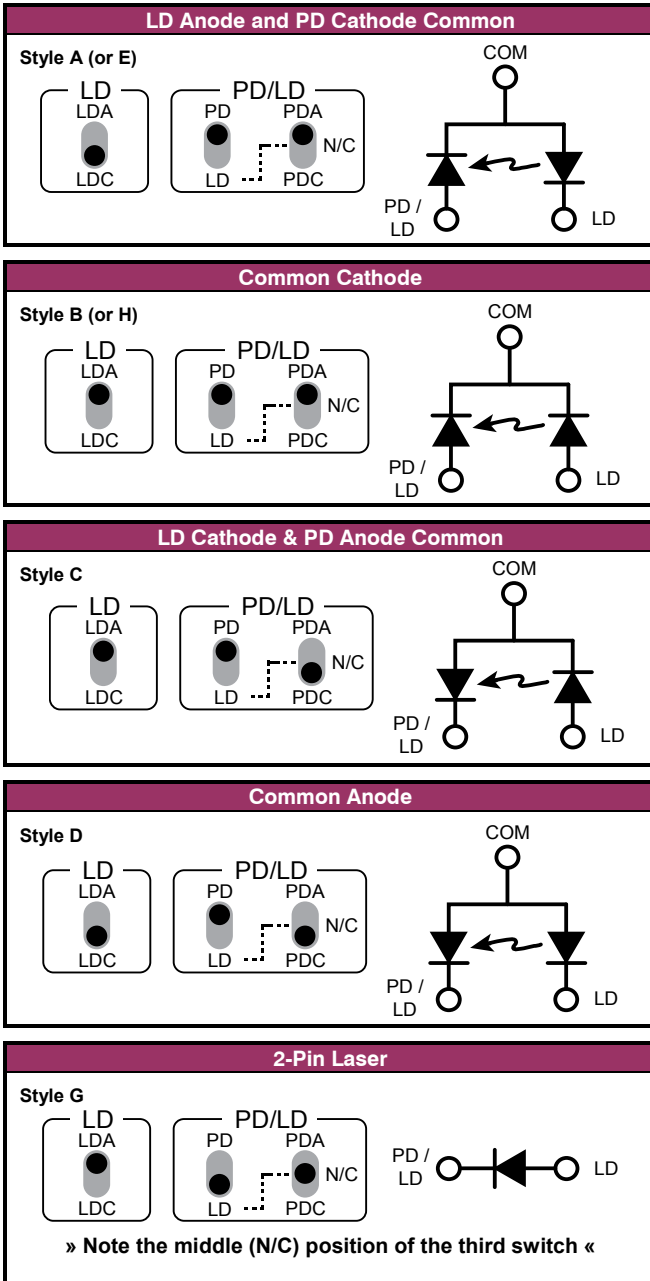 LD Anode and PD Cathode Common
Style A (or E)
COM
LD
PD/LD
LDA
PD
PDA
N/C
LDC
LD
PDC
PD /
LD
LD
Common Cathode
Style B (or H)
COM
LD
PD/LD
LDA
PD
PDA
N/C
LDC
LD
PDC
PD /
LD
LD
LD Cathode & PD Anode Common
Style C
COM
LD
PD/LD
LDA
PD
PDA
N/C
LDC
LD
PDC
PD /
LD
LD
Common Anode
Style D
COM
LD
PD/LD
LDA
PD
PDA
N/C
LDC
LD
PDC
PD /
LD
LD
2-Pin Laser
Style G
LD
PD/LD
LDA
PD
PDA
N/C
LDC
LD
PDC
PD /
LD
LD
» Note the middle (N/C) position of the third switch «